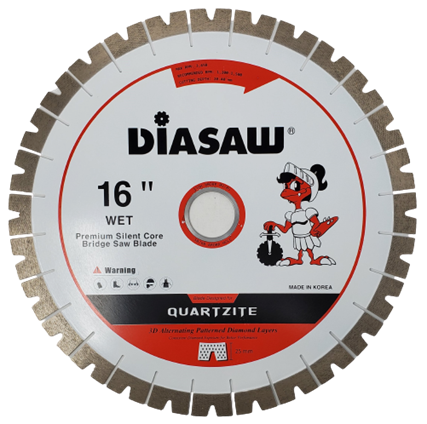 DIASAW®
16"
WET
Premium Silent Core
Bridge Saw Blade
Warning
MADE IN KOREA
QUARTZITE
3D Alternating Patterned Diamond Layers